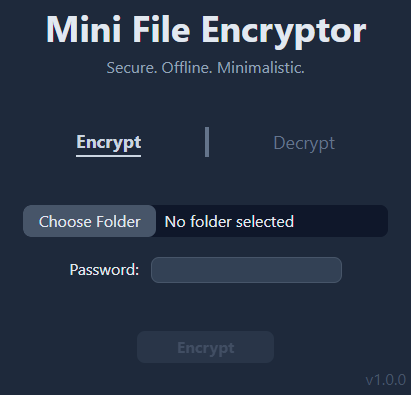 Mini File Encryptor
Secure. Offline. Minimalistic.
Encrypt Decrypt
Choose Folder No folder selected
Password:
Encrypt
v1.0.0